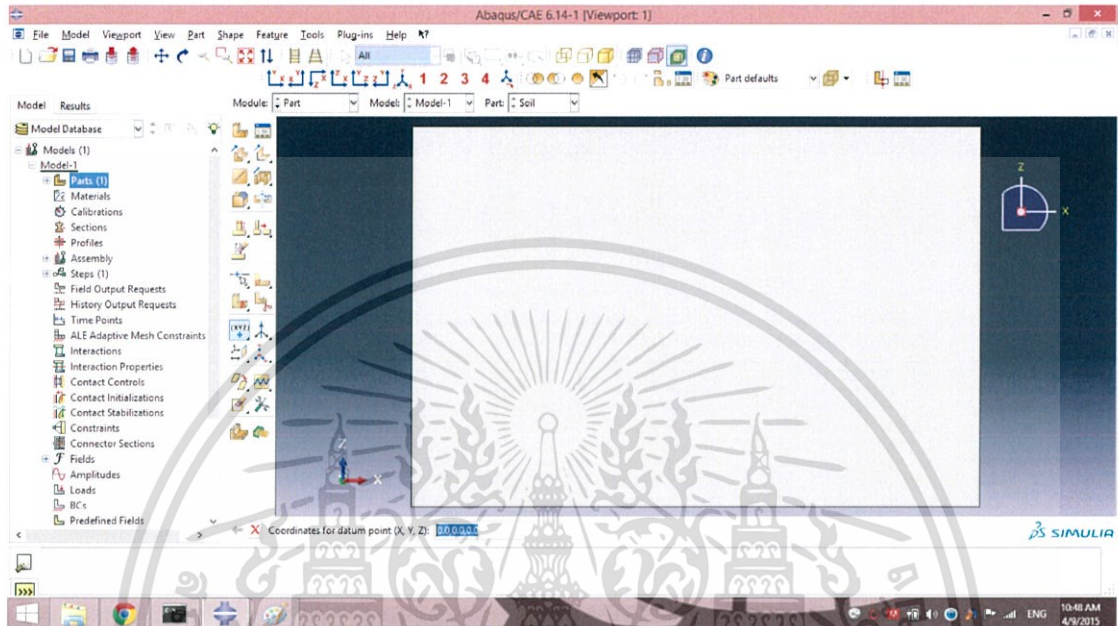 Abaqus/CAE 6.14-1 [Viewport: 1]
File Model Viewport View Part Shape Feature Tools Plug-ins Help
All
1 2 3 4 Part defaults
Model Results
Module: Part Model: Model-1 Part: Soil
Model Database
Models (1)
Model-1
Parts (1)
Materials
Calibrations
Sections
Profiles
Assembly
Steps (1)
Field Output Requests
History Output Requests
Time Points
ALE Adaptive Mesh Constraints
Interactions
Interaction Properties
Contact Controls
Contact Initializations
Contact Stabilizations
Constraints
Connector Sections
Fields
Amplitudes
Loads
BCs
Predefined Fields
Z
X
Z
X
Coordinates for datum point (X, Y, Z): 0.0,0.0,0.0
SIMULIA
>>>
ENG
10:48 AM
4/9/2015